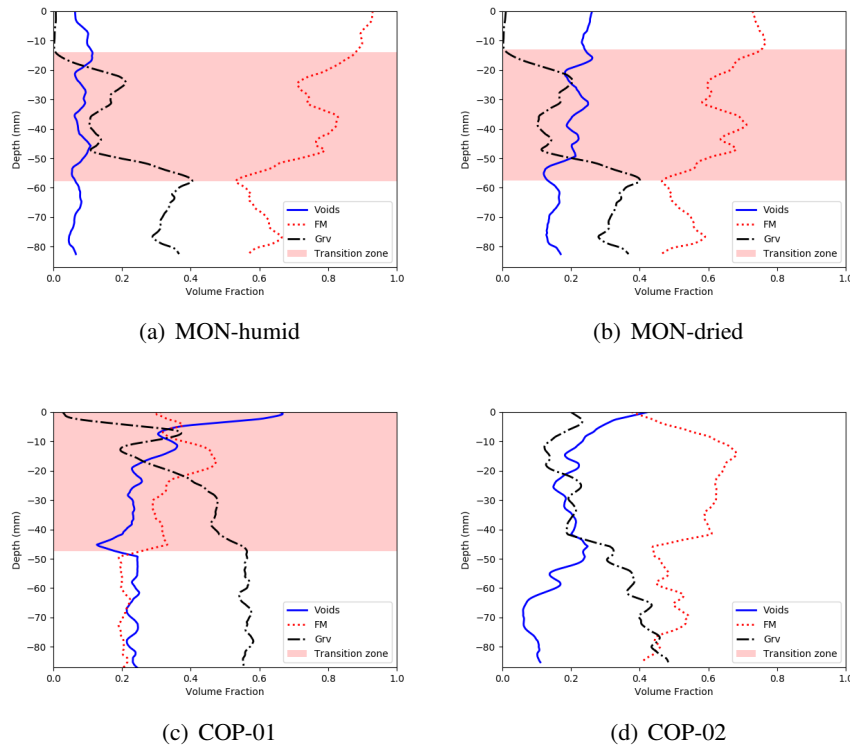 0
−10
−20
−30
−40
−50
−60
−70
−80
Depth (mm)
Voids
FM
Grv
Transition zone
0.0 0.2 0.4 0.6 0.8 1.0
Volume Fraction
(a) MON-humid
0
−10
−20
−30
−40
−50
−60
−70
−80
Depth (mm)
Voids
FM
Grv
Transition zone
0.0 0.2 0.4 0.6 0.8 1.0
Volume Fraction
(b) MON-dried
0
−10
−20
−30
−40
−50
−60
−70
−80
Depth (mm)
Voids
FM
Grv
Transition zone
0.0 0.2 0.4 0.6 0.8 1.0
Volume Fraction
(c) COP-01
0
−10
−20
−30
−40
−50
−60
−70
−80
Depth (mm)
Voids
FM
Grv
Transition zone
0.0 0.2 0.4 0.6 0.8 1.0
Volume Fraction
(d) COP-02